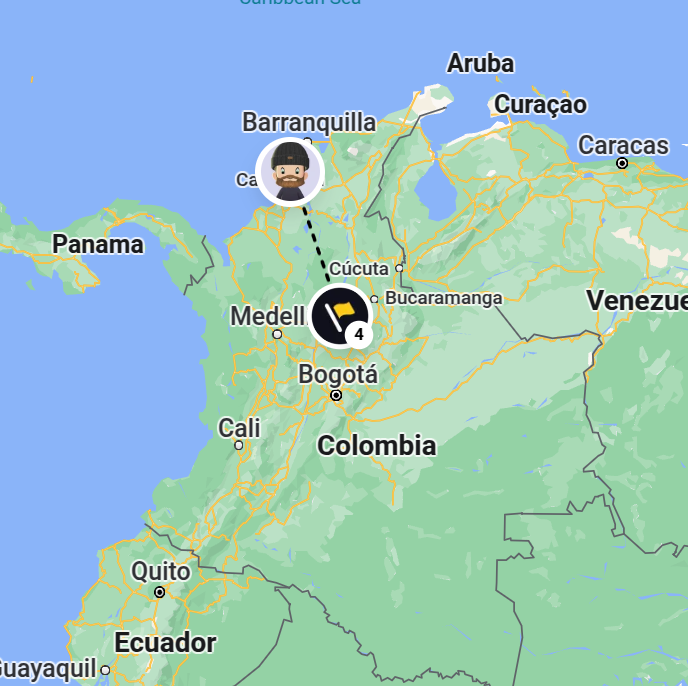 Caribbean Sea
Aruba
Curaçao
Barranquilla
Caracas
Ca
Panama
Cúcuta
Bucaramanga
Venezue
Medell
4
Bogotá
Cali
Colombia
Quito
Ecuador
Guayaquil